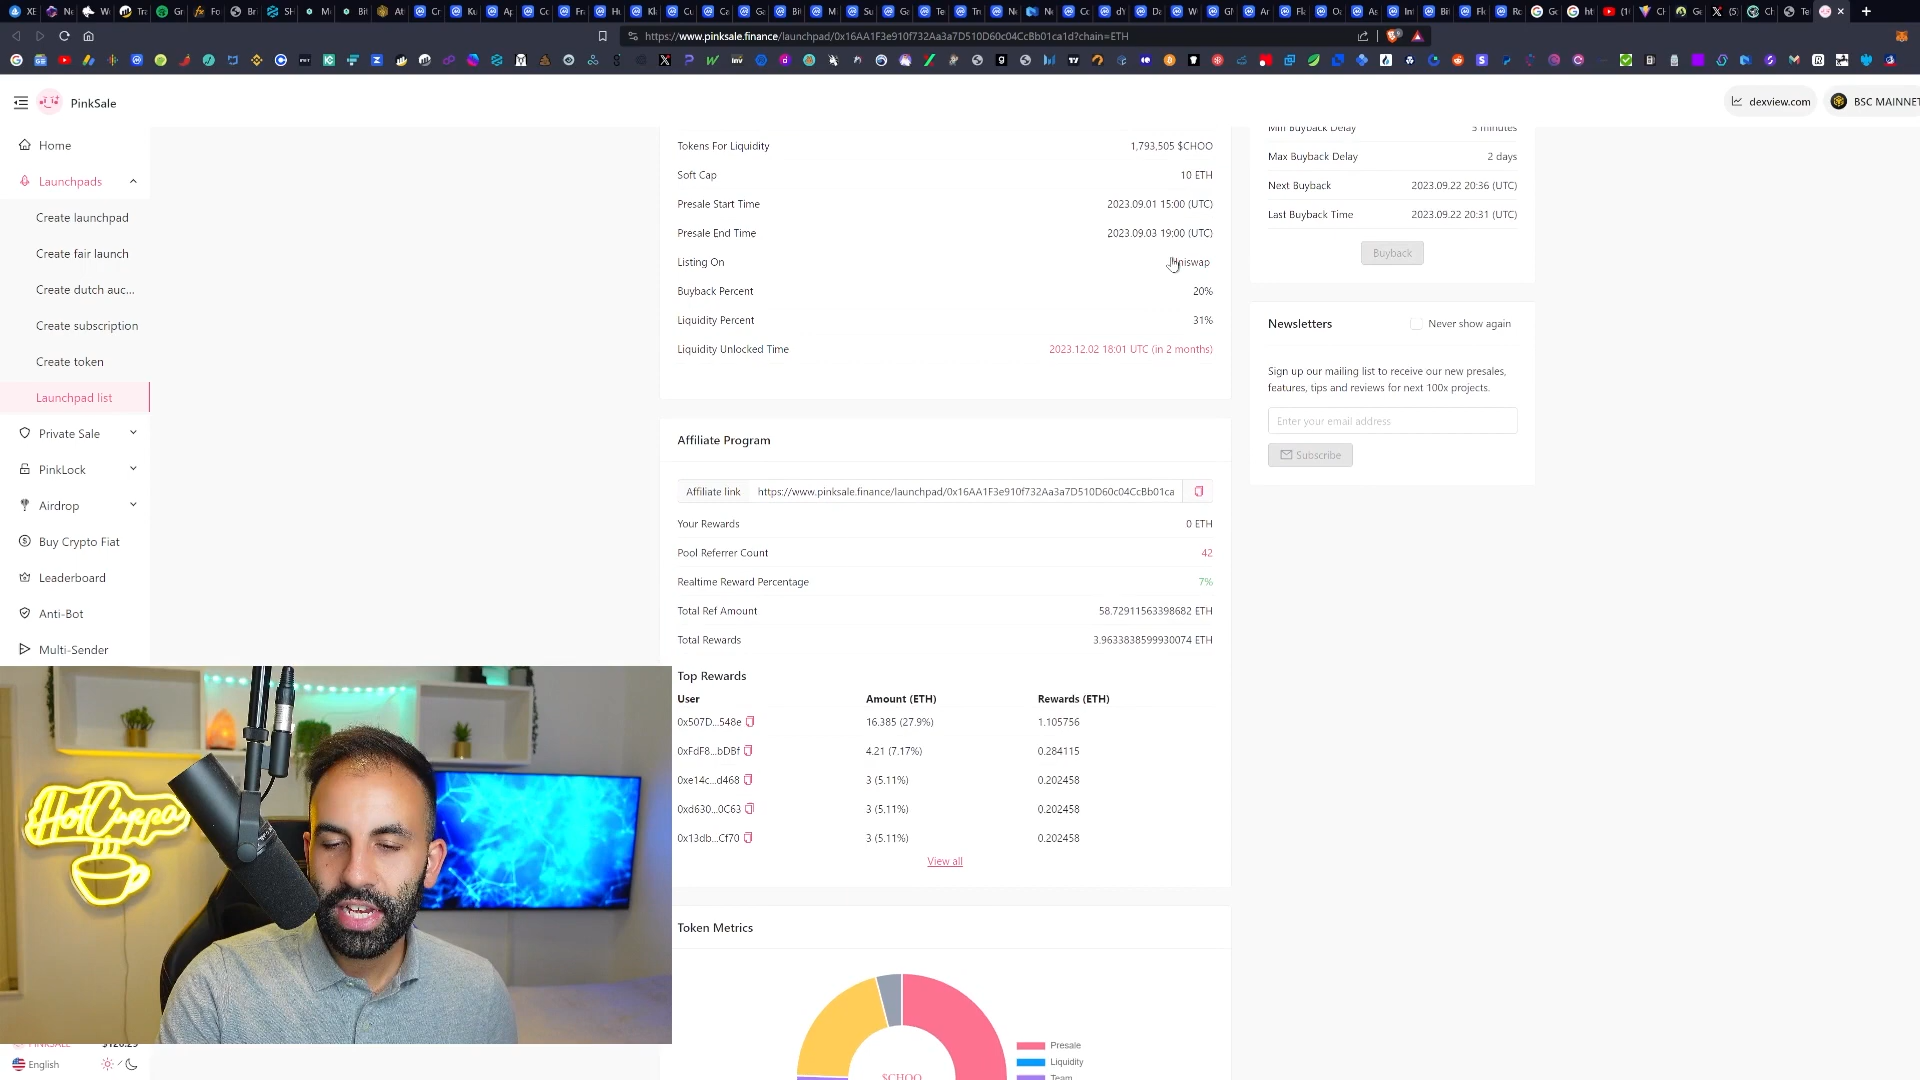 https://www.pinksale.finance/launchpad/0x16AA1F3e910f732Aa3a7D510D60c04CcBb01ca1d?chain=ETH
PinkSale
dexview.com
BSC MAINNET
Home
Launchpads
Create launchpad
Create fair launch
Create dutch auc...
Create subscription
Create token
Launchpad list
Private Sale
PinkLock
Airdrop
Buy Crypto Fiat
Leaderboard
Anti-Bot
Multi-Sender
English
Tokens For Liquidity 1,793,505 $CHOO
Soft Cap 10 ETH
Presale Start Time 2023.09.01 15:00 (UTC)
Presale End Time 2023.09.03 19:00 (UTC)
Listing On Uniswap
Buyback Percent 20%
Liquidity Percent 31%
Liquidity Unlocked Time 2023.12.02 18:01 UTC (in 2 months)
Affiliate Program
Affiliate link https://www.pinksale.finance/launchpad/0x16AA1F3e910f732Aa3a7D510D60c04CcBb01ca
Your Rewards 0 ETH
Pool Referrer Count 42
Realtime Reward Percentage 7%
Total Ref Amount 58.72911563398682 ETH
Total Rewards 3.9633838599930074 ETH
Top Rewards
User Amount (ETH) Rewards (ETH)
0x507D...548e 16.385 (27.9%) 1.105756
0xFdF8...bDBf 4.21 (7.17%) 0.284115
0xe14c...d468 3 (5.11%) 0.202458
0xd630...0C63 3 (5.11%) 0.202458
0x13db...Cf70 3 (5.11%) 0.202458
View all
Token Metrics
$CHOO
Presale
Liquidity
Team
Min Buyback Delay 5 minutes
Max Buyback Delay 2 days
Next Buyback 2023.09.22 20:36 (UTC)
Last Buyback Time 2023.09.22 20:31 (UTC)
Buyback
Newsletters Never show again
Sign up our mailing list to receive our new presales,
features, tips and reviews for next 100x projects.
Enter your email address
Subscribe
HotCuppa